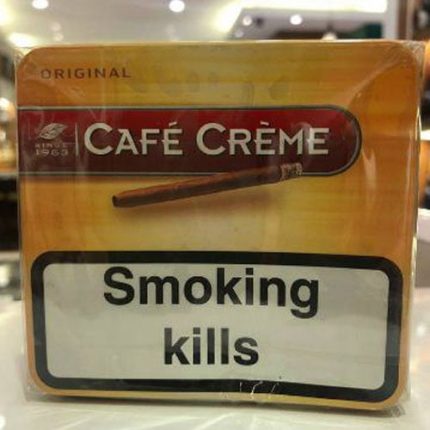 ORIGINAL
SINCE
1963
CAFÉ CRÈME
Smoking
kills